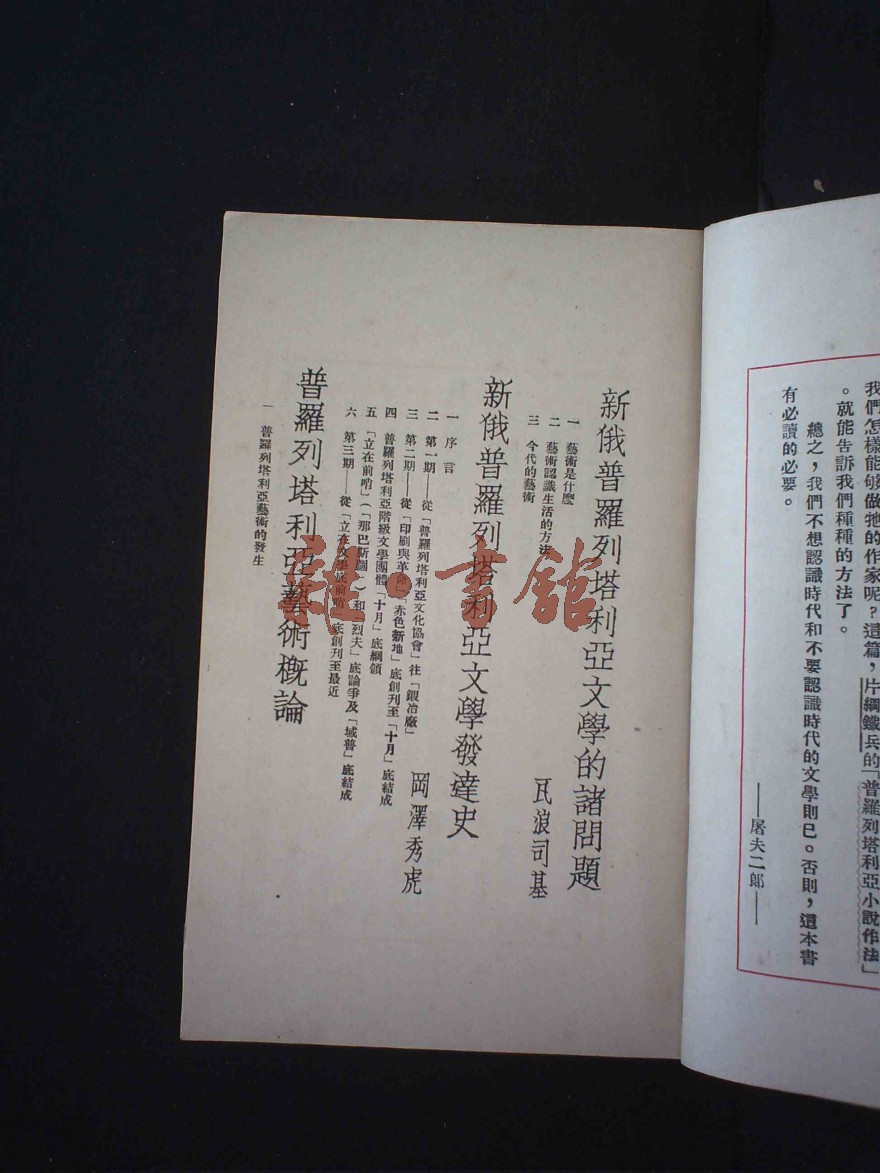 我們怎樣能够做牠的作家呢？這篇，片綱鐵兵的「普羅列塔利亞小說作法」
。就能告訴我們種種的方法了。
總之，我們不想認識時代和不要認識時代的文學則已。否則，這本書
有必讀的必要。
——屠夫二郎——
新俄普羅列塔利亞文學的諸問題
瓦浪司基
一 藝術是什麼
二 藝術認識生活的方法
三 今代的藝術
新俄普羅列塔利亞文學發達史
岡澤秀虎
一 序言
二 第一期——從「普羅列塔利亞文化協會」往「鍛冶廠」
三 第二期——從「印刷與革命」「赤色新地」底創刊至「十月」底結成
四 普羅列塔利亞階級文學團體「十月」底綱領
五 「立在前哨」（「那巴斯圖」）和「烈夫」底論爭及「域普」底結成
六 第三期——從「立在文學底前哨」底創刊至最近
普羅列塔利亞藝術概論
一 普羅列塔利亞藝術的發生
雜·書館